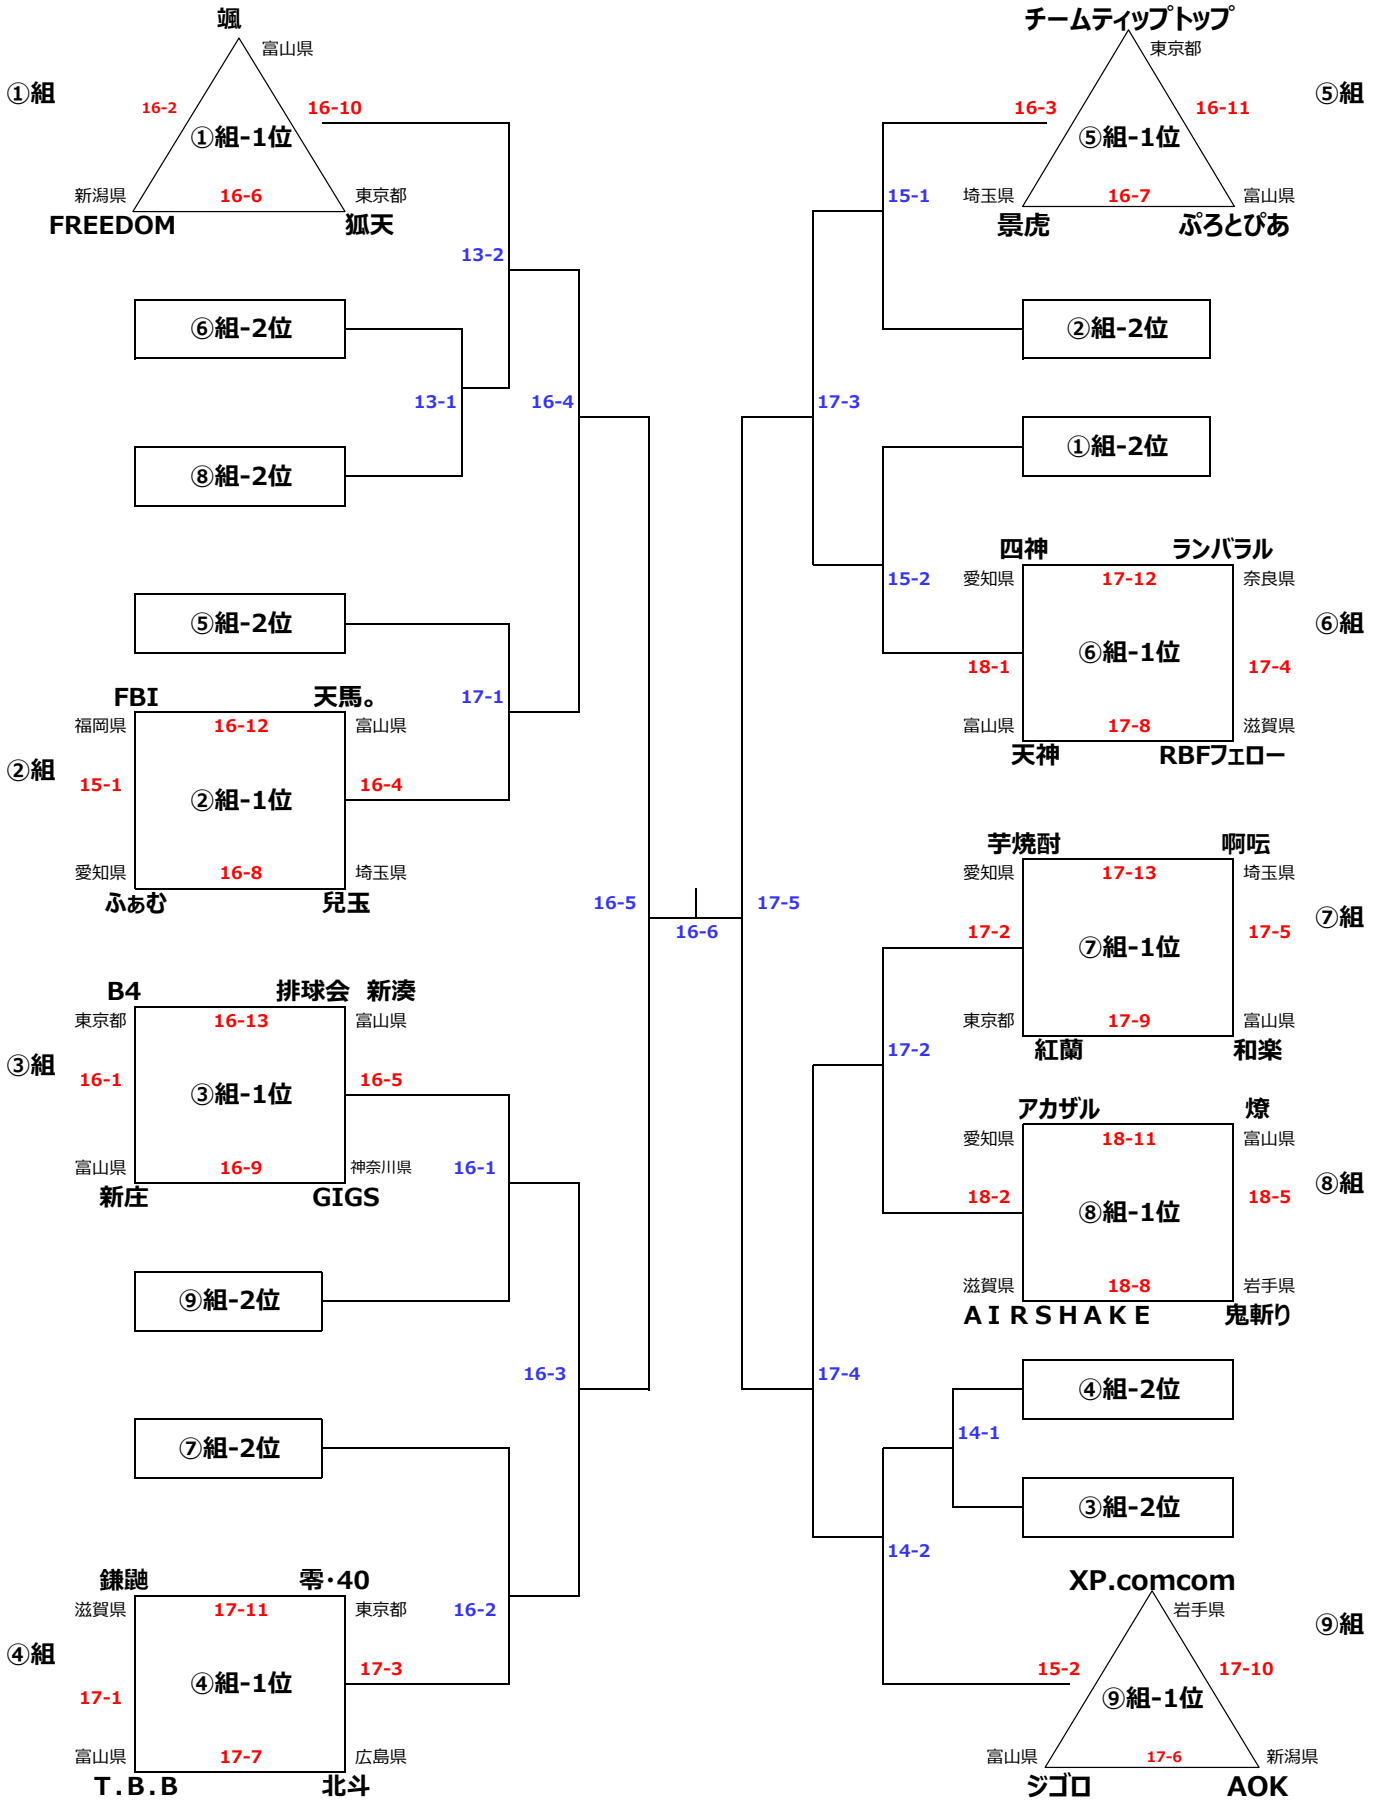 颯
富山県
①組
16-2
16-10
①組-1位
新潟県
16-6
東京都
FREEDOM
狐天
13-2
⑥組-2位
13-1
16-4
⑧組-2位
⑤組-2位
17-1
FBI
天馬。
福岡県
16-12
富山県
②組
15-1
②組-1位
16-4
愛知県
16-8
埼玉県
ふぁむ
兒玉
16-5
16-6
B4
排球会 新湊
東京都
16-13
富山県
③組
16-1
③組-1位
16-5
富山県
16-9
神奈川県
16-1
新庄
GIGS
⑨組-2位
16-3
⑦組-2位
鎌鼬
零・40
滋賀県
17-11
東京都
16-2
④組
17-1
④組-1位
17-3
富山県
17-7
広島県
T.B.B
北斗
チームティップトップ
東京都
⑤組
16-3
16-11
⑤組-1位
15-1
埼玉県
16-7
富山県
景虎
ぷろとぴあ
②組-2位
17-3
①組-2位
四神
ランバラル
15-2
愛知県
17-12
奈良県
⑥組
18-1
⑥組-1位
17-4
富山県
17-8
滋賀県
天神
RBFフェロー
芋焼酎
啊呍
愛知県
17-13
埼玉県
17-5
⑦組
17-2
⑦組-1位
17-5
東京都
17-9
富山県
17-2
紅蘭
和楽
アカザル
燎
愛知県
18-11
富山県
⑧組
18-2
⑧組-1位
18-5
滋賀県
18-8
岩手県
AIRSHAKE
鬼斬り
17-4
④組-2位
14-1
③組-2位
14-2
XP.comcom
岩手県
⑨組
15-2
17-10
⑨組-1位
富山県
17-6
新潟県
ジゴロ
AOK